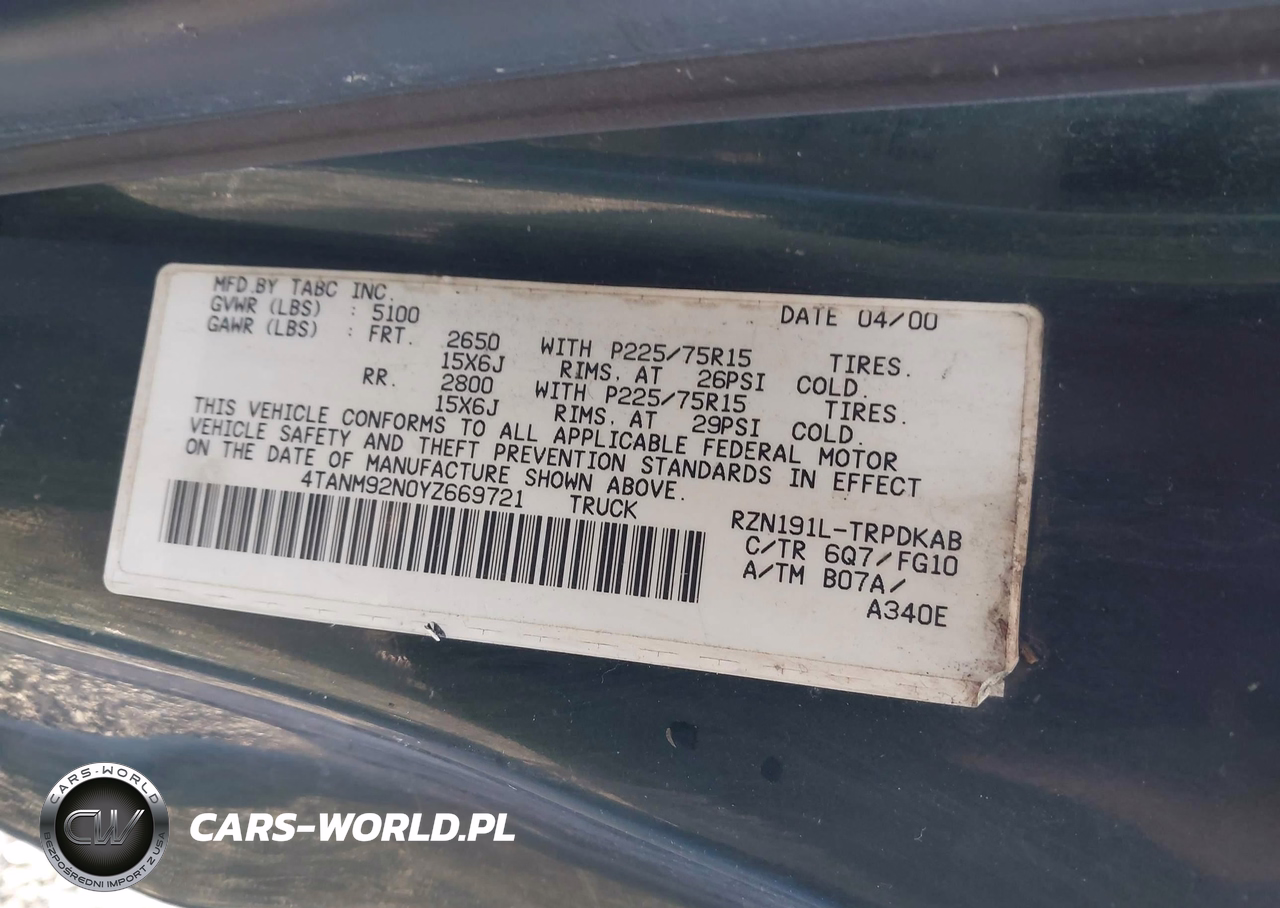 MFD.BY TABC INC.
DATE 04/00
GVWR (LBS) : 5100
GAWR (LBS) : FRT. 2650 WITH P225/75R15 TIRES.
15X6J RIMS. AT 26PSI COLD.
RR. 2800 WITH P225/75R15 TIRES.
15X6J RIMS. AT 29PSI COLD.
THIS VEHICLE CONFORMS TO ALL APPLICABLE FEDERAL MOTOR
VEHICLE SAFETY AND THEFT PREVENTION STANDARDS IN EFFECT
ON THE DATE OF MANUFACTURE SHOWN ABOVE.
4TANM92N0YZ669721 TRUCK
RZN191L-TRPDKAB
C/TR 6Q7/FG10
A/TM B07A/
A340E
CARS-WORLD
CW
BEZPOŚREDNI IMPORT Z USA
CARS-WORLD.PL